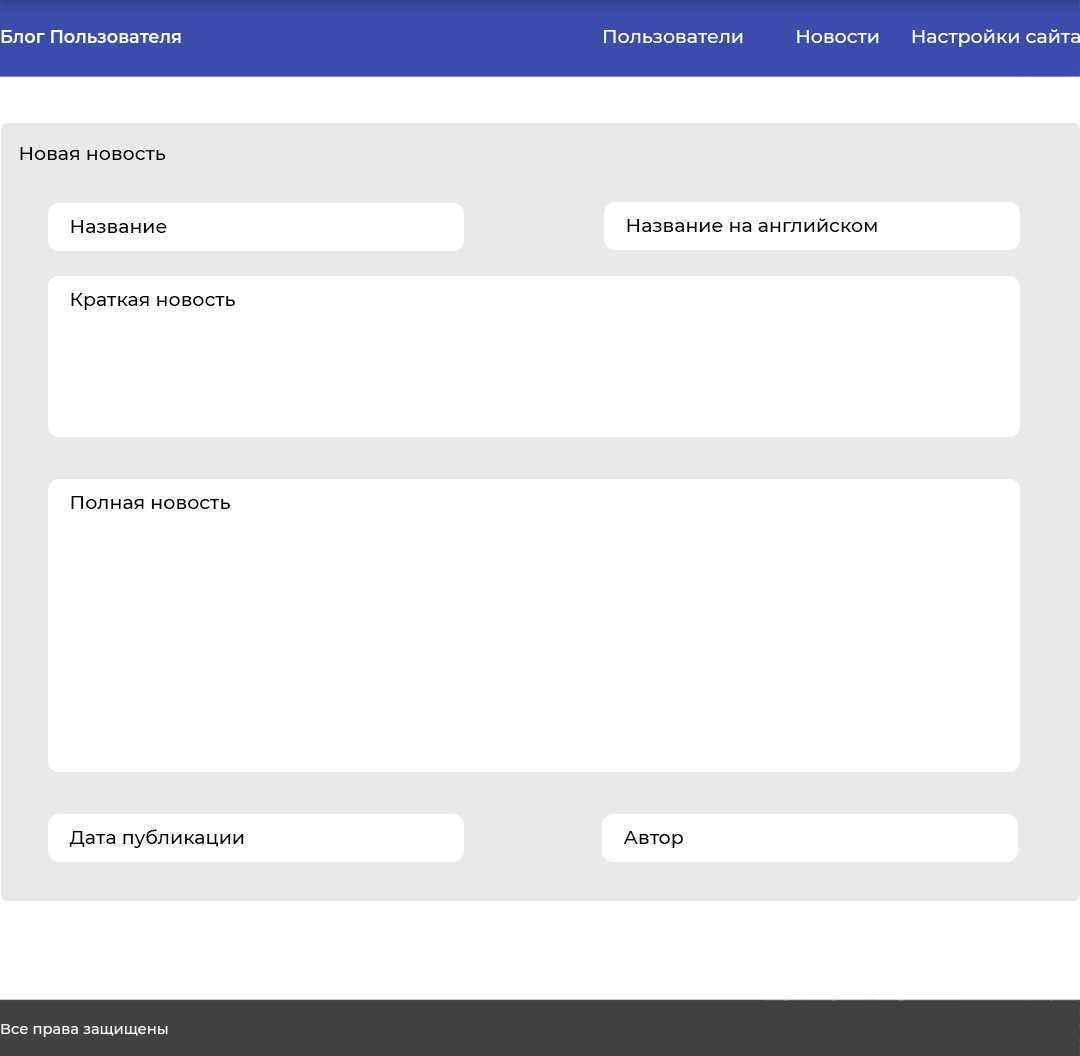 Блог Пользователя
Пользователи
Новости
Настройки сайта
Новая новость
Название
Название на английском
Краткая новость
Полная новость
Дата публикации
Автор
Все права защищены